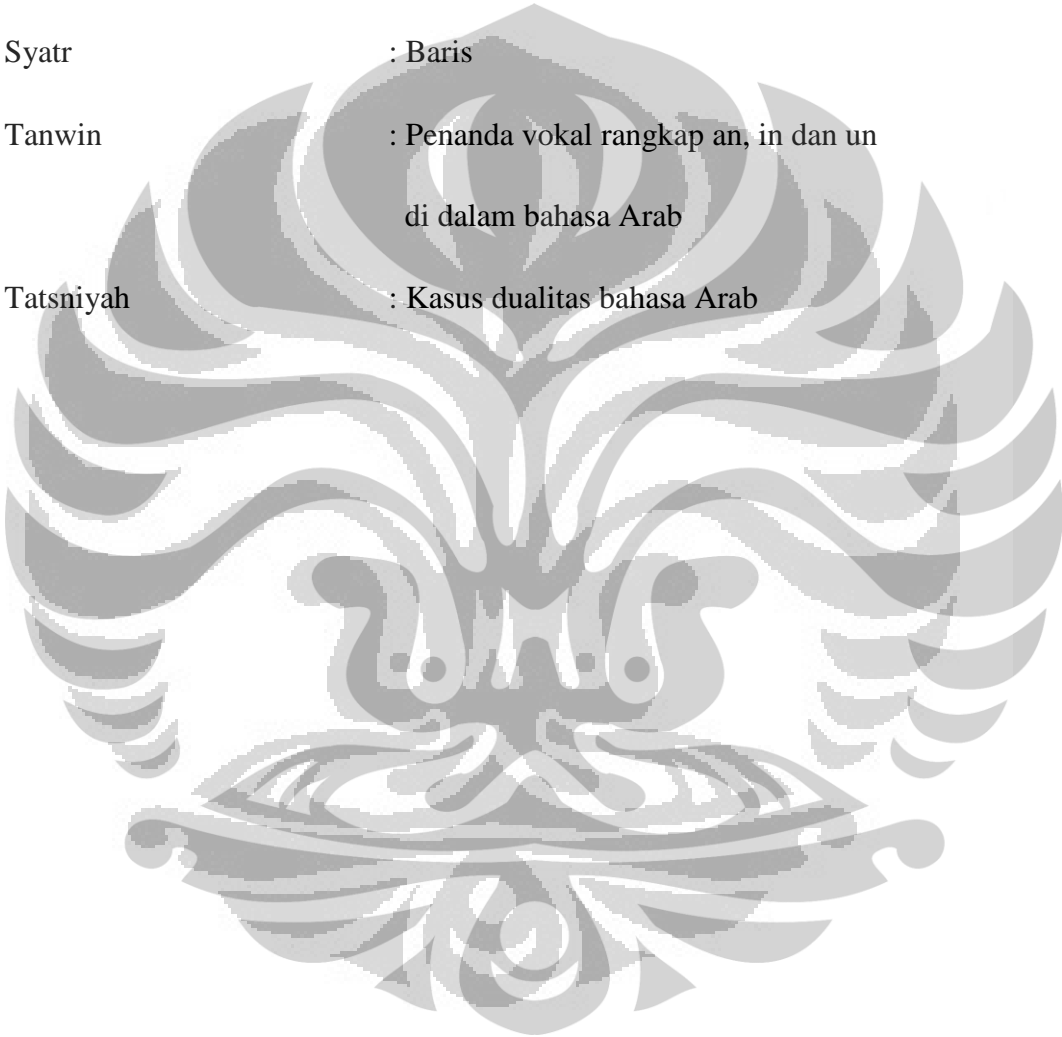 Syatr : Baris
Tanwin : Penanda vokal rangkap an, in dan un
di dalam bahasa Arab
Tatsniyah : Kasus dualitas bahasa Arab